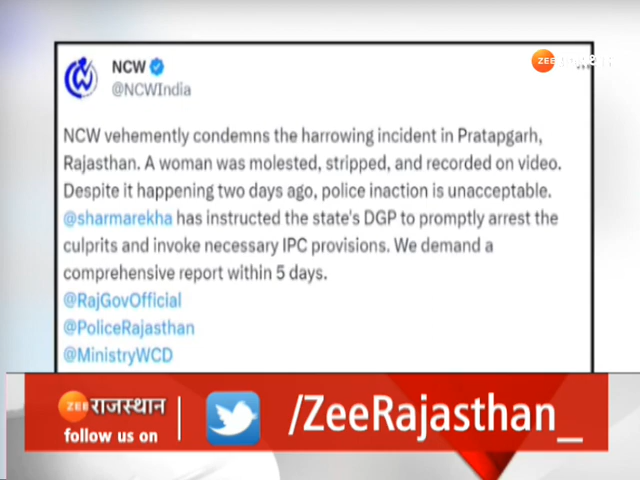 NCW
@NCWIndia
ZEE
NCW vehemently condemns the harrowing incident in Pratapgarh,
Rajasthan. A woman was molested, stripped, and recorded on video.
Despite it happening two days ago, police inaction is unacceptable.
@sharmarekha has instructed the state's DGP to promptly arrest the
culprits and invoke necessary IPC provisions. We demand a
comprehensive report within 5 days.
@RajGovOfficial
@PoliceRajasthan
@MinistryWCD
ZEE राजस्थान
follow us on
/ZeeRajasthan_